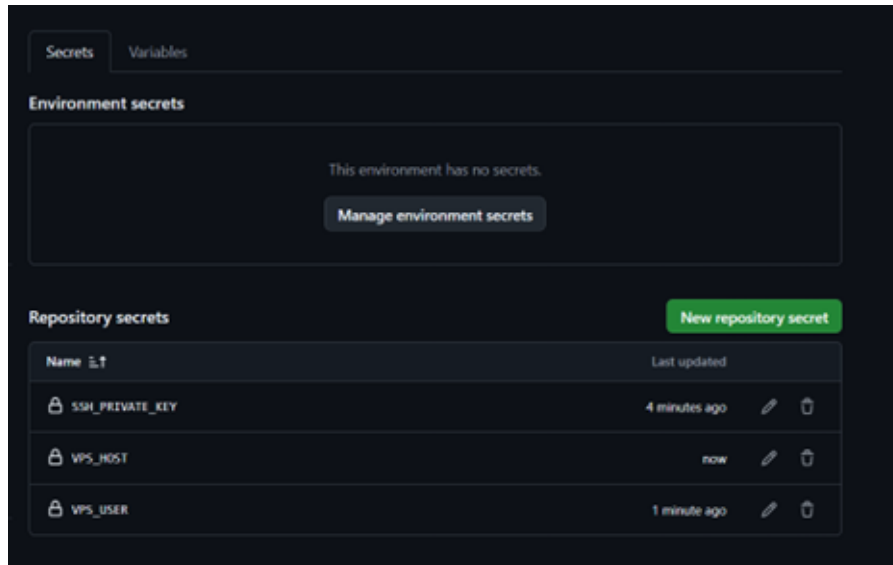 Secrets Variables
Environment secrets
This environment has no secrets.
Manage environment secrets
Repository secrets New repository secret
Name Last updated
SSH_PRIVATE_KEY 4 minutes ago
VPS_HOST now
VPS_USER 1 minute ago